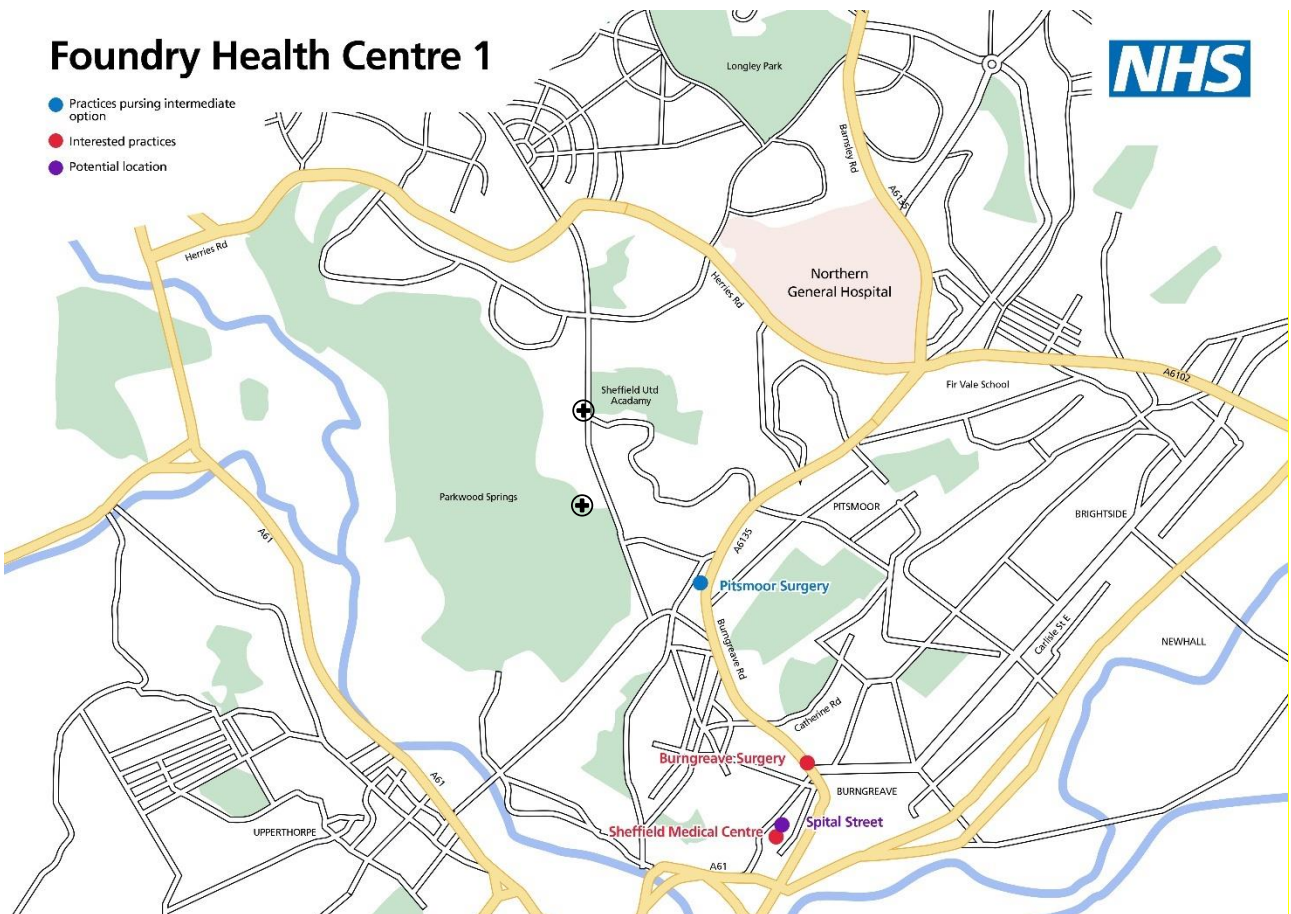 Foundry Health Centre 1
NHS
Practices pursing intermediate
option
Interested practices
Potential location
Longley Park
Barnsley Rd
A6135
Herries Rd
Northern
General Hospital
Herries Rd
A6102
Fir Vale School
Sheffield Utd
Acadamy
Parkwood Springs
PITSMOOR
BRIGHTSIDE
A61
A6135
Pitsmoor Surgery
Burngreave Rd
Carlisle St E
NEWHALL
Catherine Rd
Burngreave Surgery
A61
BURNGREAVE
Spital Street
Sheffield Medical Centre
UPPERTHORPE
A61